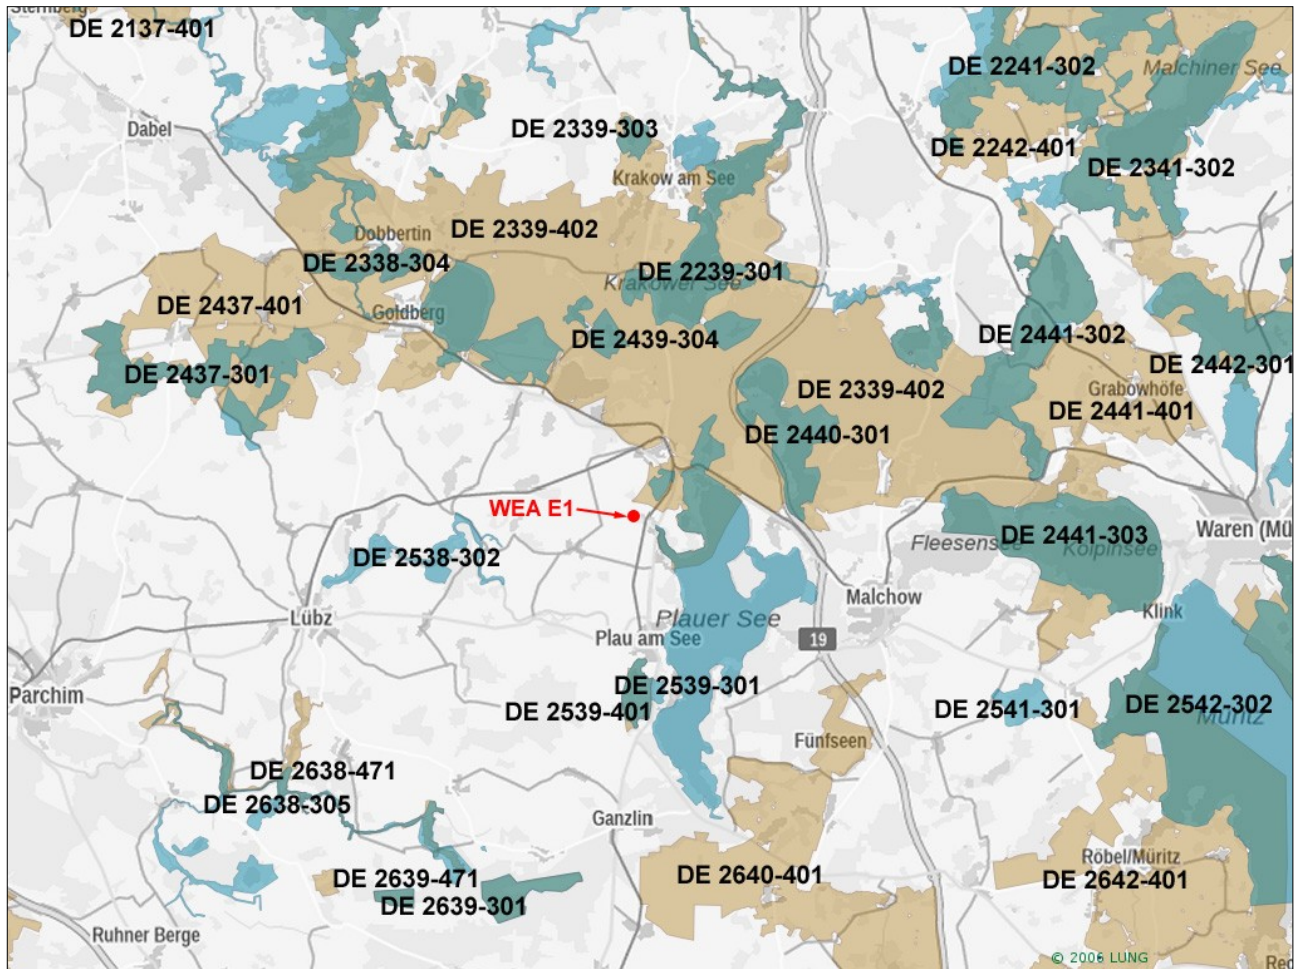 Sternberg
DE 2137-401
DE 2241-302
Malchiner See
Dabel
DE 2339-303
DE 2242-401
DE 2341-302
Krakow am See
Dobbertin
DE 2339-402
DE 2338-304
DE 2239-301
Krakower See
DE 2437-401
Goldberg
DE 2439-304
DE 2441-302
DE 2442-301
DE 2437-301
DE 2339-402
Grabowhöfe
DE 2441-401
DE 2440-301
WEA E1
DE 2441-303
Waren (Mü
Fleesensee
Kölpinsee
DE 2538-302
Malchow
Klink
Lübz
Plauer See
Plau am See
19
Parchim
DE 2539-301
DE 2539-401
DE 2541-301
DE 2542-302
Müritz
Fünfseen
DE 2638-471
DE 2638-305
Ganzlin
Röbel/Müritz
DE 2639-471
DE 2640-401
DE 2642-401
DE 2639-301
Ruhner Berge
© 2006 LUNG
Rec